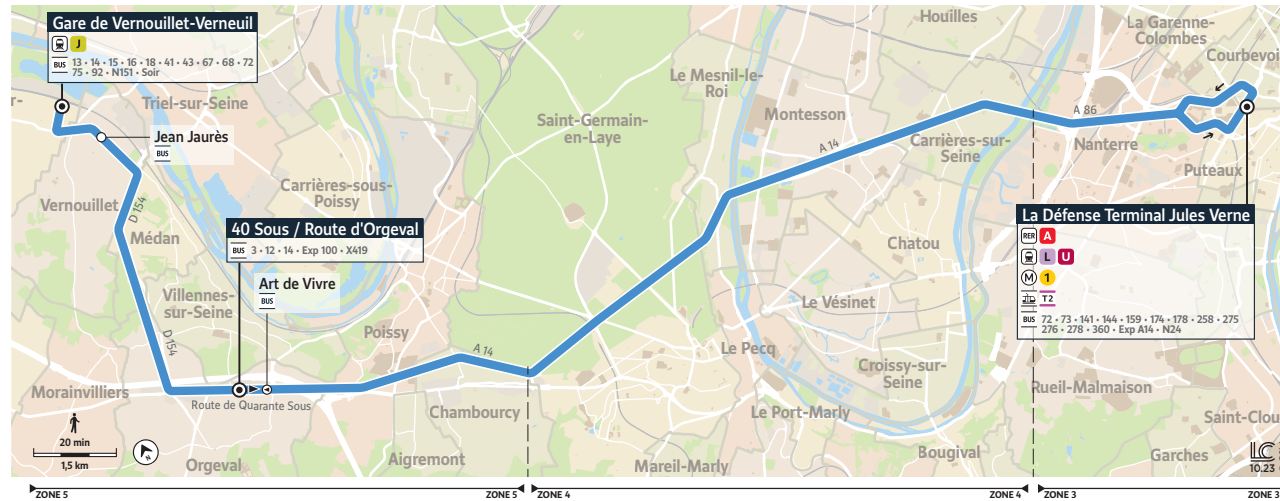 Gare de Vernouillet-Verneuil
J
BUS 13 • 14 • 15 • 16 • 18 • 41 • 43 • 67 • 68 • 72
75 • 92 • N151 • Soir
Triel-sur-Seine
Jean Jaurès
BUS
Vernouillet
D 154
Médan
Carrières-sous-
Poissy
40 Sous / Route d'Orgeval
BUS 3 • 12 • 14 • Exp 100 • X419
Art de Vivre
BUS
Villennes-
sur-Seine
D 154
Poissy
A 14
Morainvilliers
Route de Quarante Sous
Chambourcy
Orgeval
Aigremont
20 min
1,5 km
N
Saint-Germain-
en-Laye
Le Mesnil-le-
Roi
Houilles
La Garenne-
Colombes
Courbevoi
Montesson
A 14
A 86
Carrières-sur-
Seine
Nanterre
Puteaux
La Défense Terminal Jules Verne
RER A
L U
M 1
T2
BUS 72 • 73 • 141 • 144 • 159 • 174 • 178 • 258 • 275
276 • 278 • 360 • Exp A14 • N24
Chatou
Le Vésinet
Le Pecq
Croissy-sur-
Seine
Rueil-Malmaison
Le Port-Marly
Saint-Clou
Mareil-Marly
Bougival
Garches
LC
10.23
ZONE 5
ZONE 5
ZONE 4
ZONE 4
ZONE 3
ZONE 3